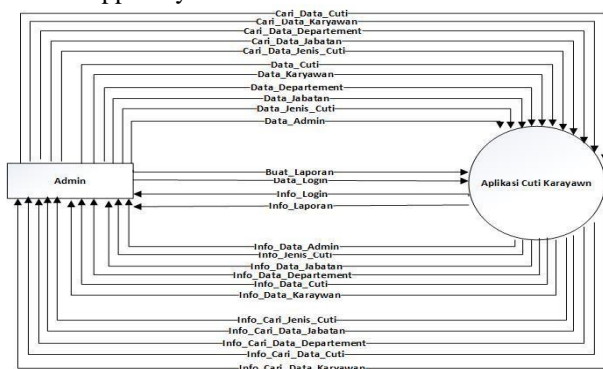 Cari_Data_Cuti
Cari_Data_Karyawan
Cari_Data_Departement
Cari_Data_Jabatan
Cari_Data_Jenis_Cuti
Data_Cuti
Data_Karyawan
Data_Departement
Data_Jabatan
Data_Jenis_Cuti
Data_Admin
Buat_Laporan
Data_Login
Admin
Aplikasi Cuti Karayawn
Info_Login
Info_Laporan
Info_Data_Admin
Info_Jenis_Cuti
Info_Data_Jabatan
Info_Data_Departement
Info_Data_Cuti
Info_Data_Karaywan
Info_Cari_Jenis_Cuti
Info_Cari_Data_Jabatan
Info_Cari_Data_Departement
Info_Cari_Data_Cuti
Info_Cari_Data_Karyawan